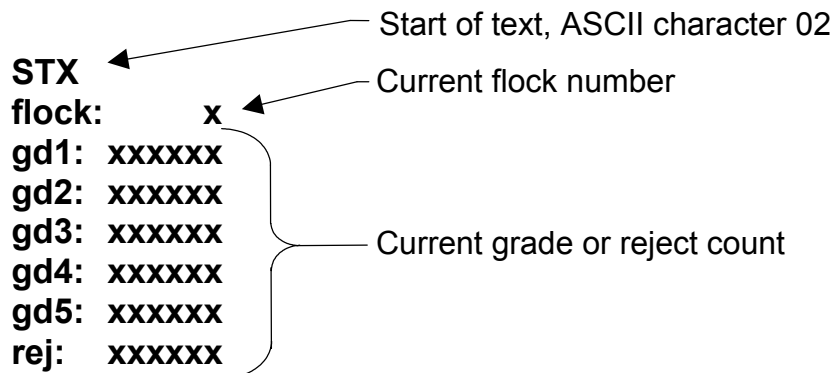 Start of text, ASCII character 02
STX
Current flock number
flock: x
gd1: xxxxxx
gd2: xxxxxx
gd3: xxxxxx
Current grade or reject count
gd4: xxxxxx
gd5: xxxxxx
rej: xxxxxx